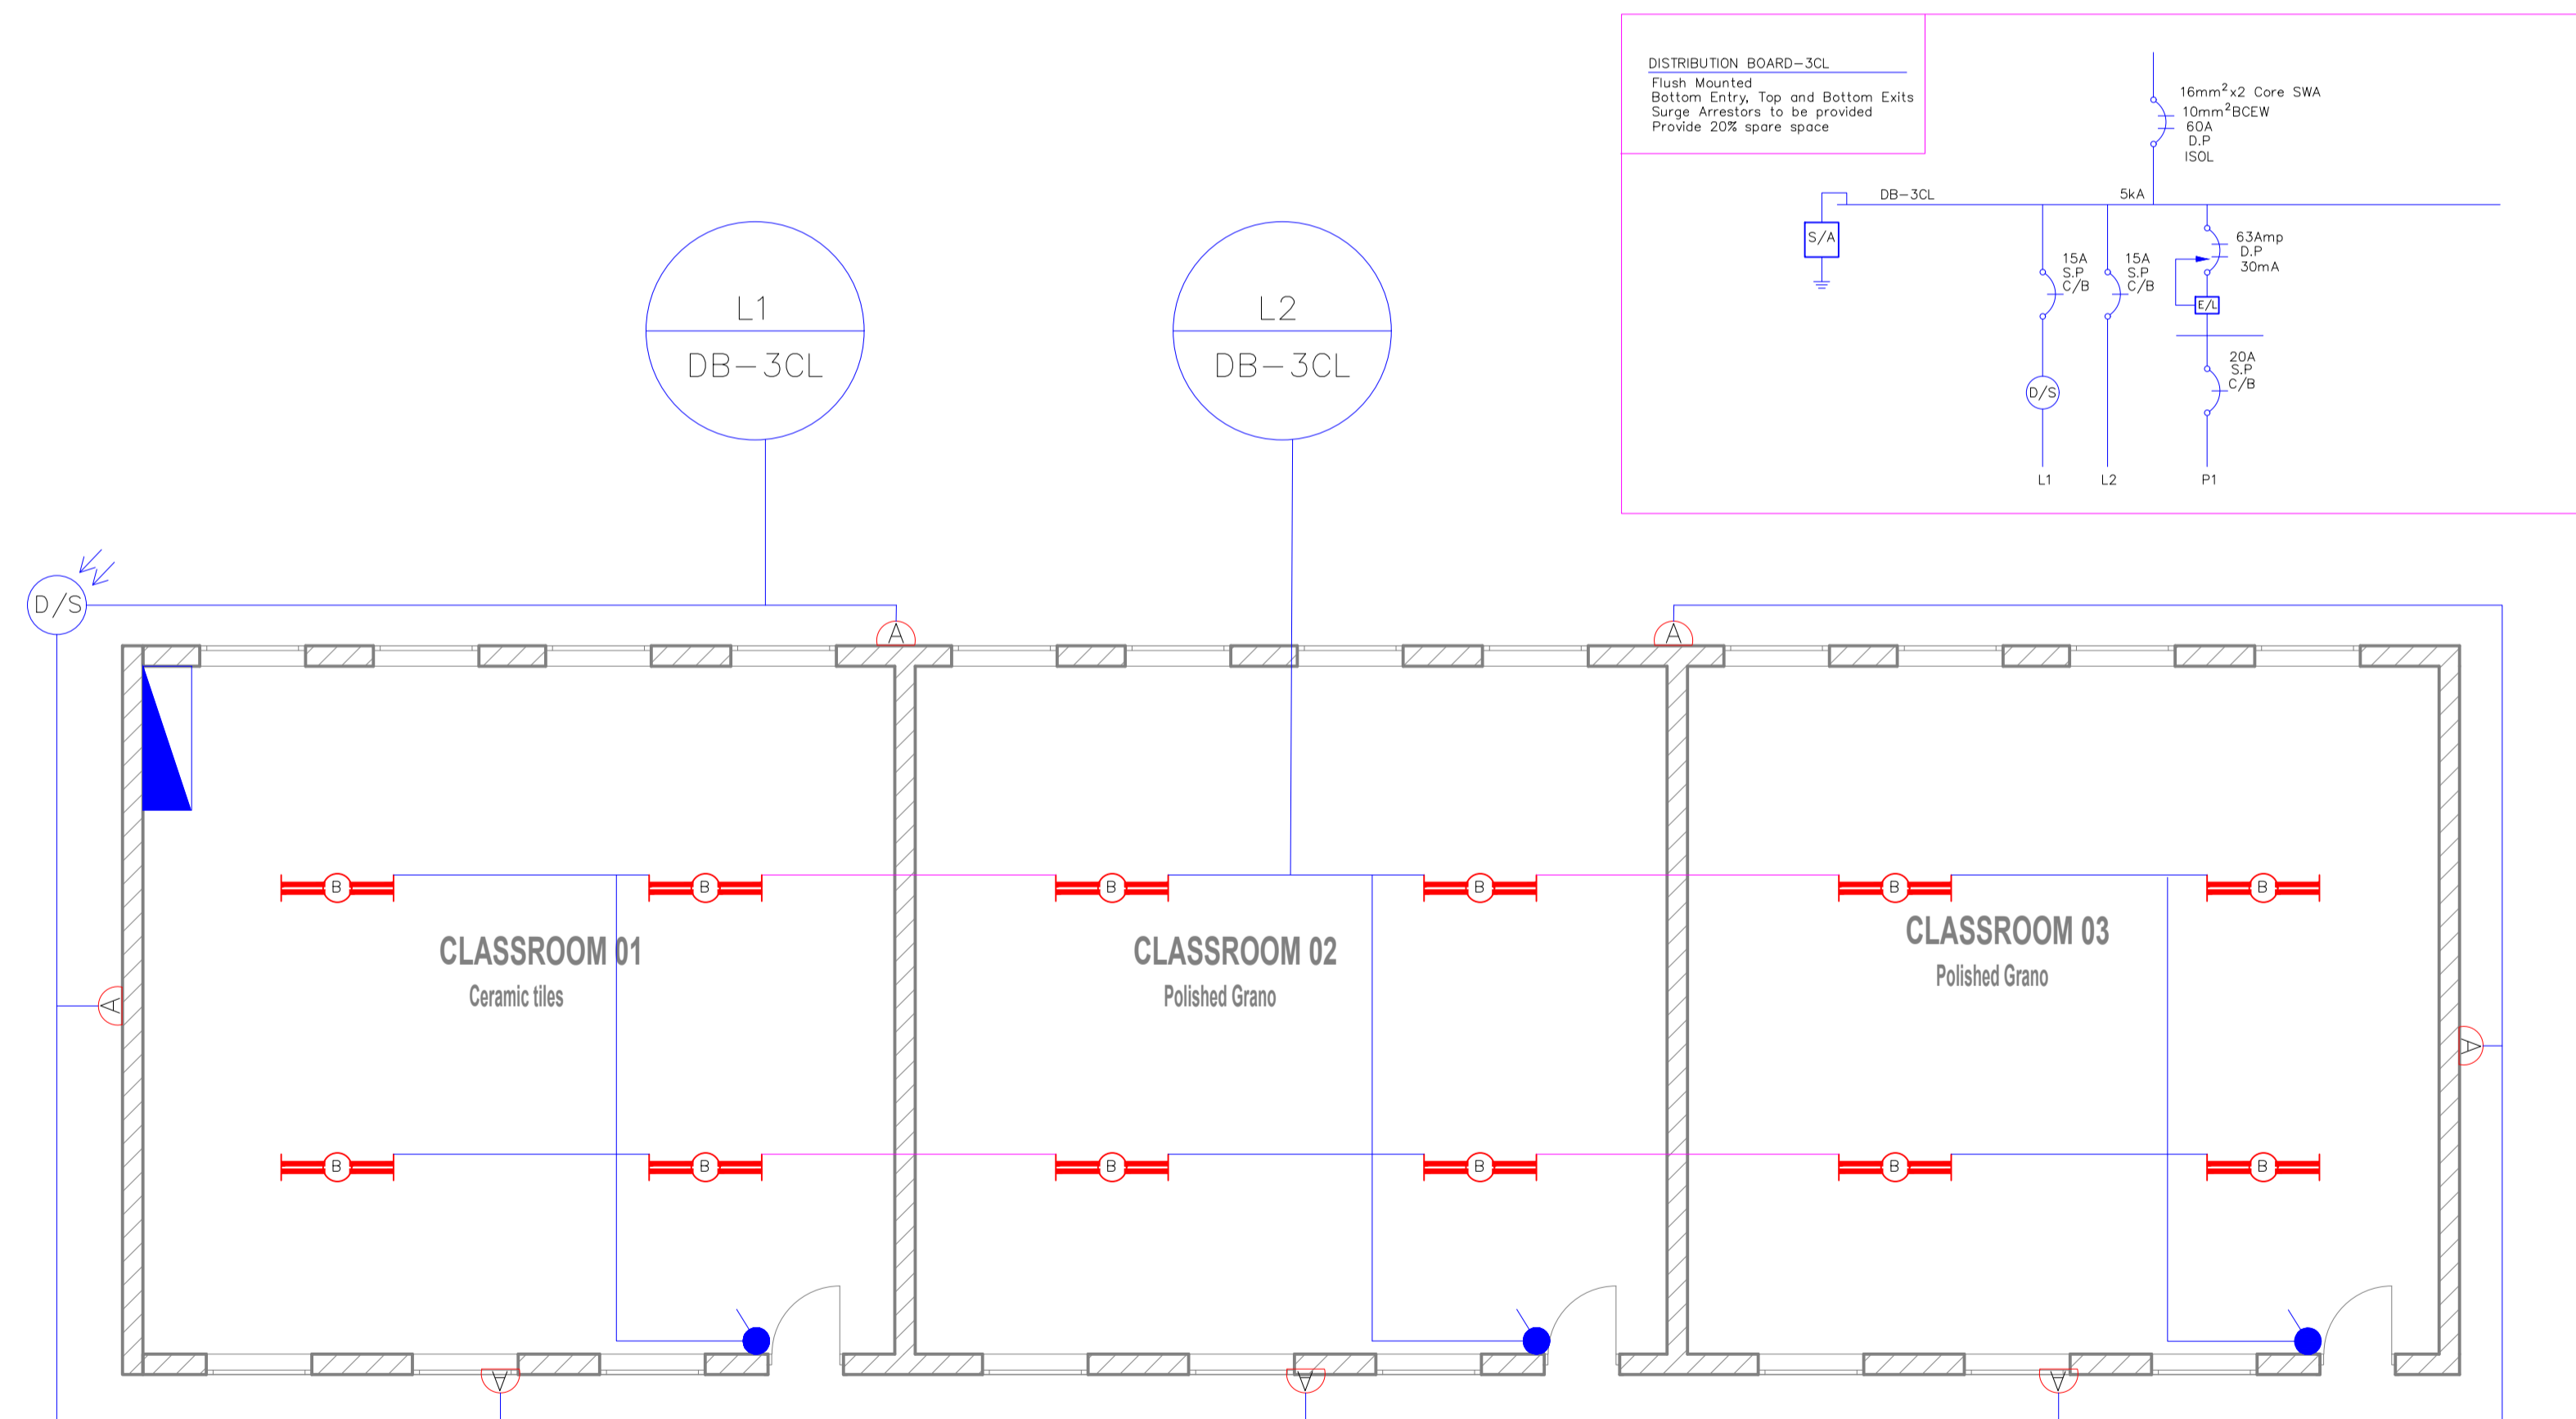 DISTRIBUTION BOARD-3CL
Flush Mounted
Bottom Entry, Top and Bottom Exits
Surge Arrestors to be provided
Provide 20% spare space
16mm²x2 Core SWA
10mm²BCEW
60A
D.P
ISOL
DB-3CL
5kA
S/A
15A
S.P
C/B
15A
S.P
C/B
63Amp
D.P
30mA
E/L
20A
S.P
C/B
D/S
L1
L2
P1
L1
DB-3CL
L2
DB-3CL
D/S
A
A
B
B
B
B
B
B
CLASSROOM 01
Ceramic tiles
CLASSROOM 02
Polished Grano
CLASSROOM 03
Polished Grano
A
A
B
B
B
B
B
B
A
A
A